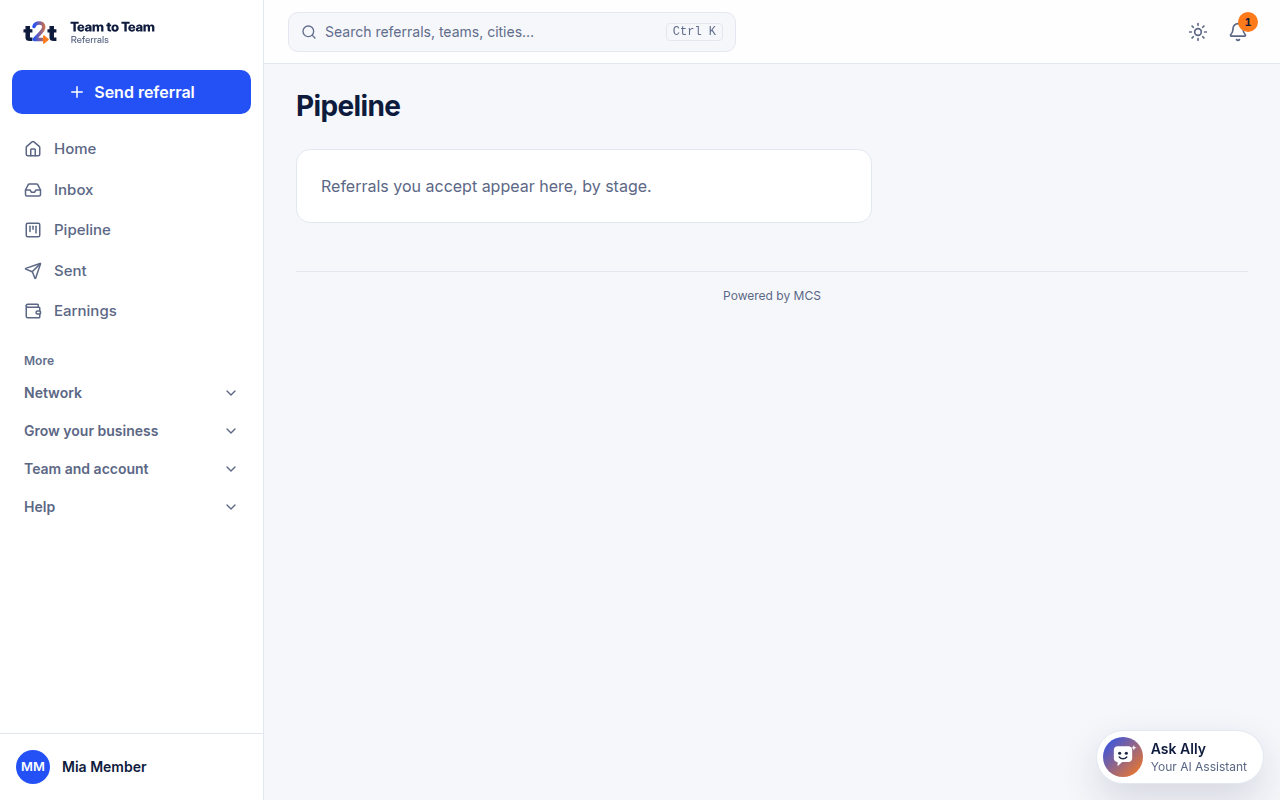 t2t
Team to Team
Referrals
Search referrals, teams, cities...
Ctrl K
1
Send referral
Home
Inbox
Pipeline
Sent
Earnings
More
Network
Grow your business
Team and account
Help
MM
Mia Member
Pipeline
Referrals you accept appear here, by stage.
Powered by MCS
Ask Ally
Your AI Assistant